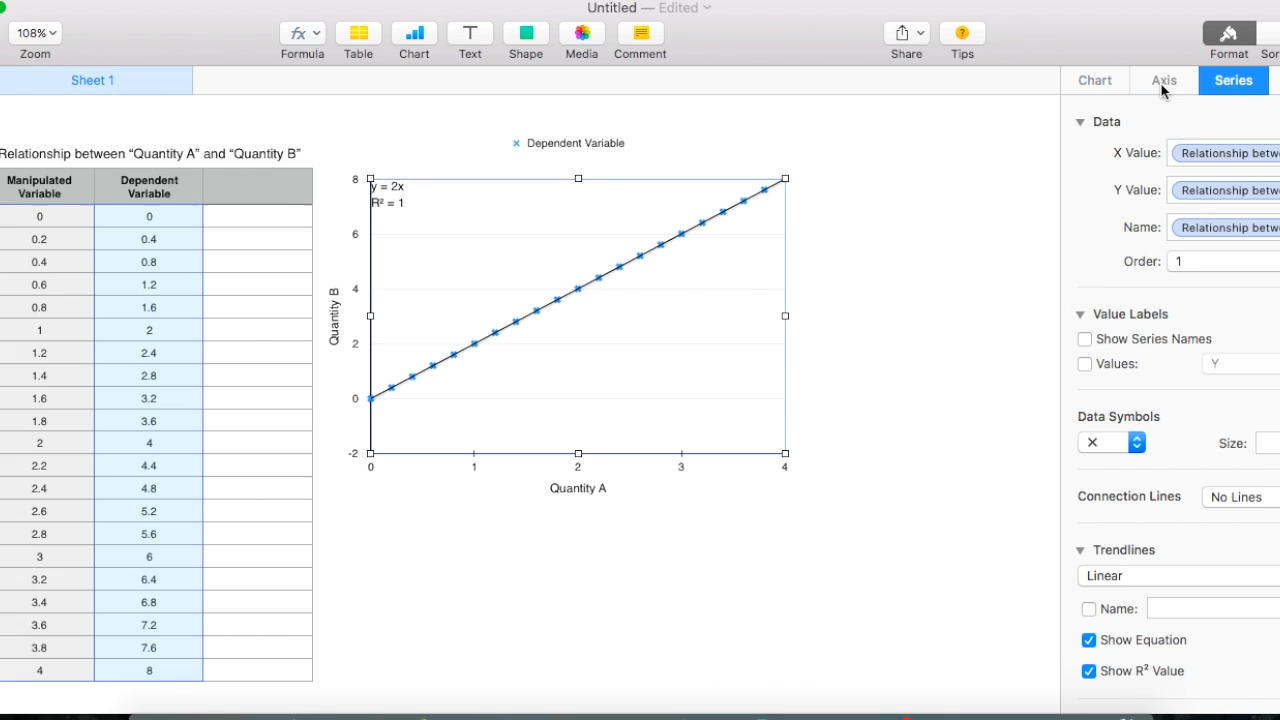 Untitled — Edited
108%
Zoom
fx
Formula
Table
Chart
T
Text
Shape
Media
Comment
Share
?
Tips
Format
Sor
Sheet 1
Chart
Axis
Series
Relationship between “Quantity A” and “Quantity B”
Manipulated Variable Dependent Variable
0 0
0.2 0.4
0.4 0.8
0.6 1.2
0.8 1.6
1 2
1.2 2.4
1.4 2.8
1.6 3.2
1.8 3.6
2 4
2.2 4.4
2.4 4.8
2.6 5.2
2.8 5.6
3 6
3.2 6.4
3.4 6.8
3.6 7.2
3.8 7.6
4 8
Dependent Variable
y = 2x
R² = 1
8
6
4
2
0
-2
Quantity B
0 1 2 3 4
Quantity A
Data
X Value: Relationship betwe
Y Value: Relationship betwe
Name: Relationship betwe
Order: 1
Value Labels
Show Series Names
Values: Y
Data Symbols
Size:
Connection Lines No Lines
Trendlines
Linear
Name:
Show Equation
Show R² Value